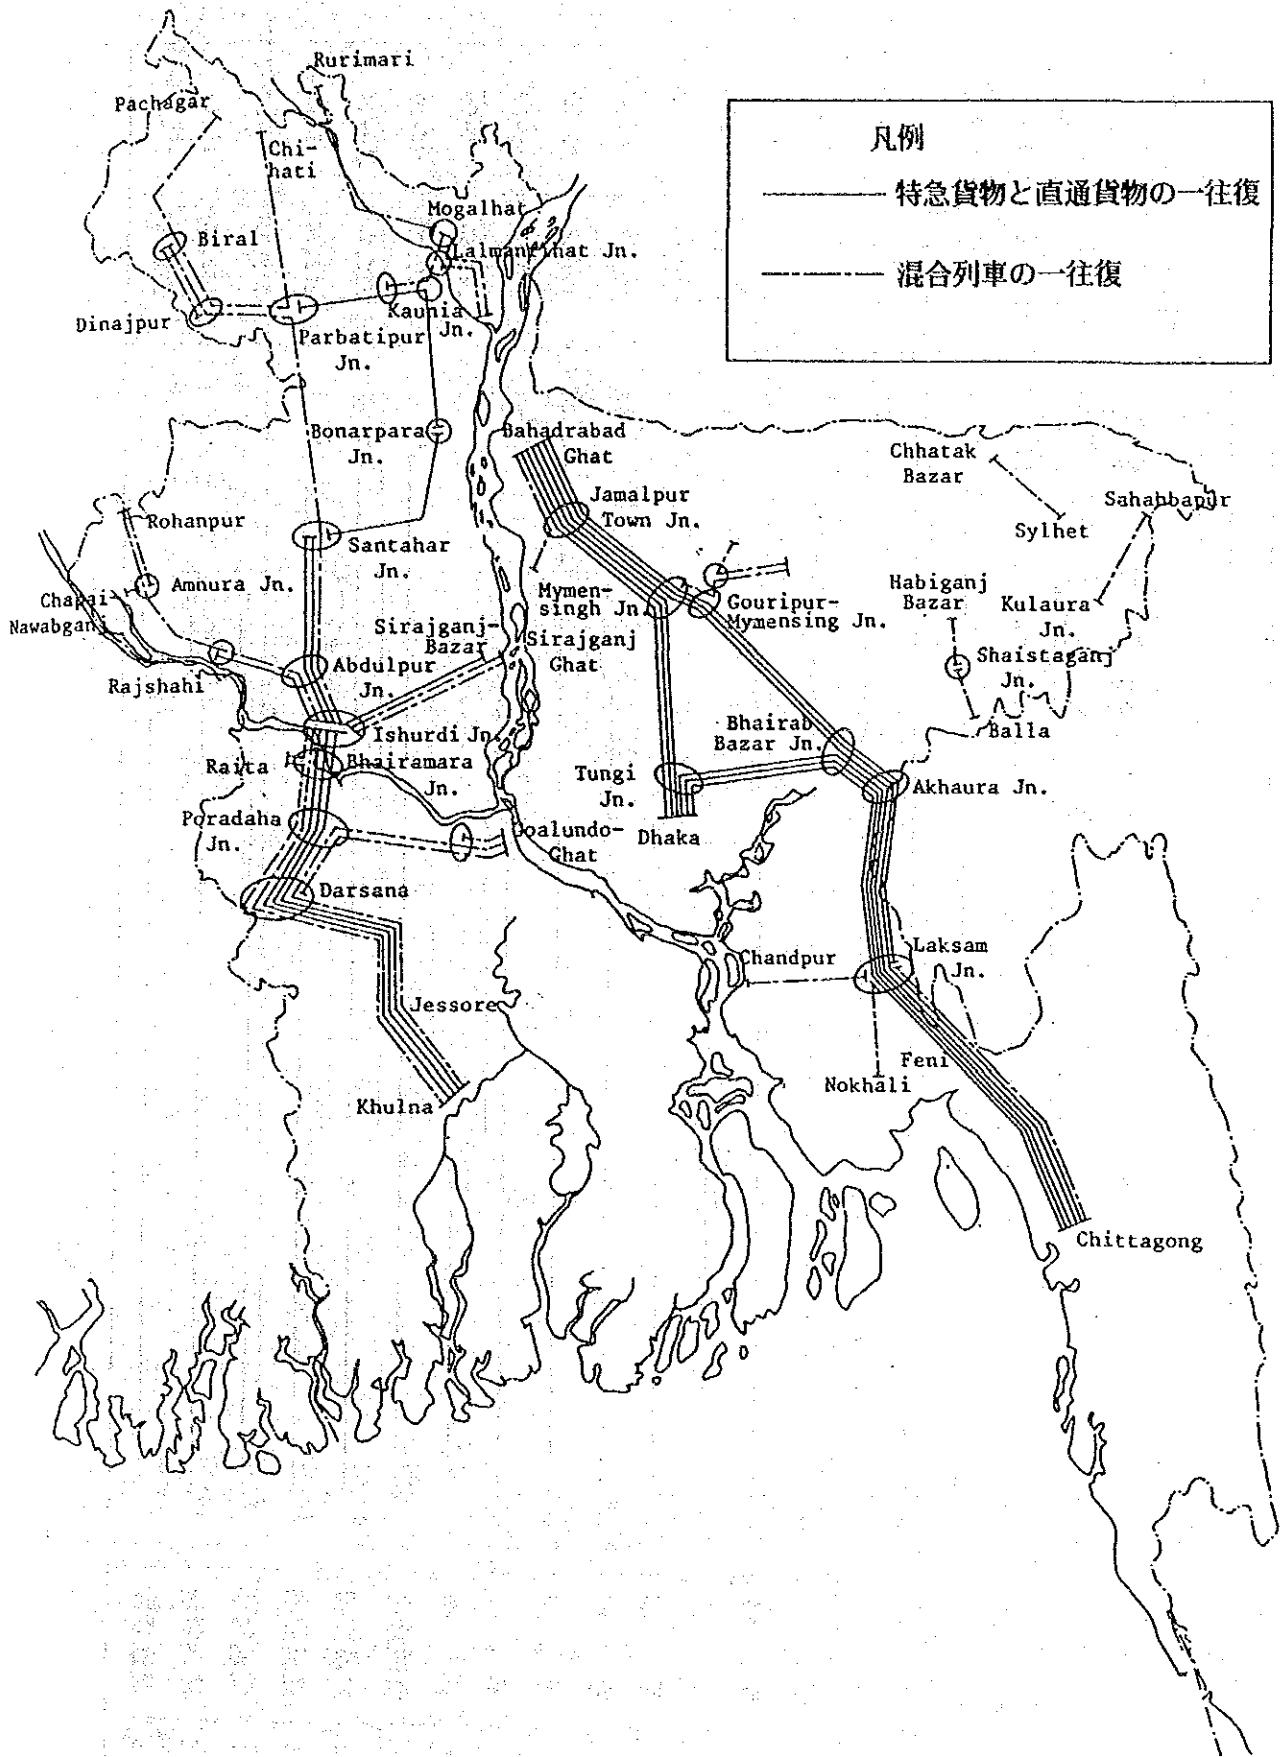 Rurimari
Pachagar
Chi-
hati
凡例
特急貨物と直通貨物の一往復
混合列車の一往復
Mogalhat
Biral
Lalmanrihat Jn.
Dinajpur
Kaunia
Jn.
Parbatipur
Jn.
Bonarpara
Jn.
Bahadrabad
Ghat
Chhatak
Bazar
Jamalpur
Town Jn.
Sahahbapur
Rohanpur
Sylhet
Santahar
Jn.
Amnura Jn.
Chapai-
Nawabganj
Mymen-
singh Jn.
Gouripur-
Mymensing Jn.
Habiganj
Bazar
Kulaura
Jn.
Sirajganj-
Bazar
Sirajganj
Ghat
Shaistaganj
Jn.
Rajshahi
Abdulpur
Jn.
Ishurdi Jn.
Bhairab
Bazar Jn.
Balla
Raita
Bhairamara
Jn.
Tungi
Jn.
Akhaura Jn.
Poradaha
Jn.
Goalundo-
Ghat
Dhaka
Darsana
Chandpur
Laksam
Jn.
Jessore
Feni
Nokhali
Khulna
Chittagong